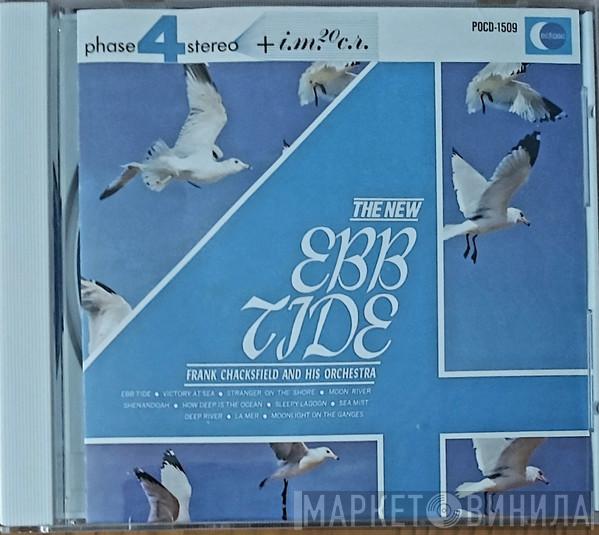 phase 4 stereo + i.m.²⁰c.r.
POCD-1509
eclipse
THE NEW
EBB
TIDE
FRANK CHACKSFIELD AND HIS ORCHESTRA
EBB TIDE • VICTORY AT SEA • STRANGER ON THE SHORE • MOON RIVER
SHENANDOAH • HOW DEEP IS THE OCEAN • SLEEPY LAGOON • SEA MIST
DEEP RIVER • LA MER • MOONLIGHT ON THE GANGES
МАРКЕТ ВИНИЛА